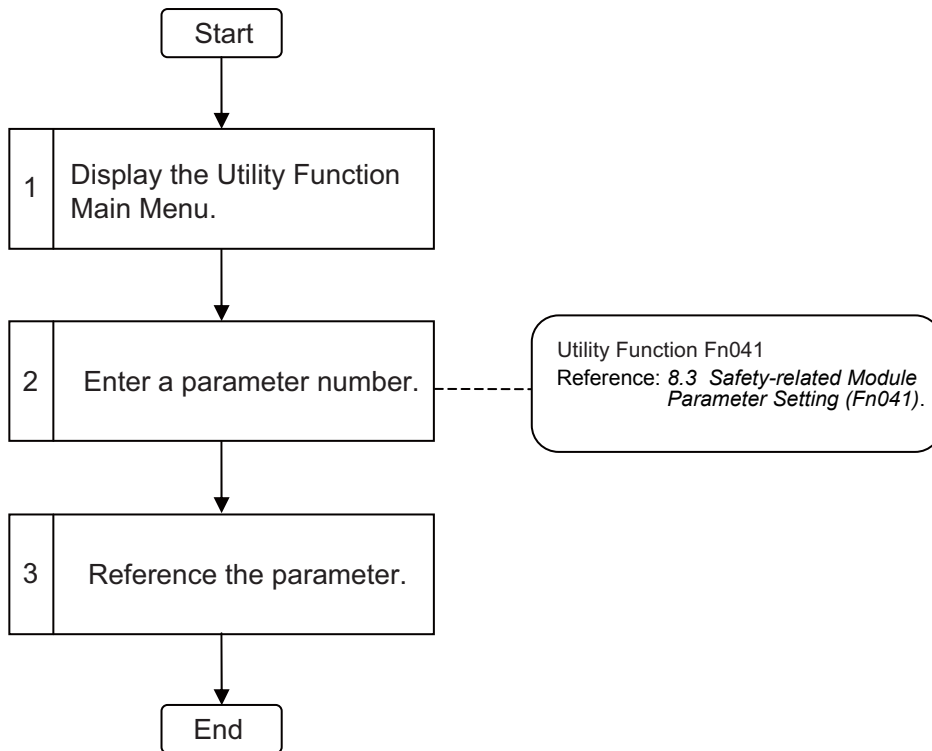 Start
1
Display the Utility Function
Main Menu.
2
Enter a parameter number.
Utility Function Fn041
Reference: 8.3 Safety-related Module
Parameter Setting (Fn041).
3
Reference the parameter.
End